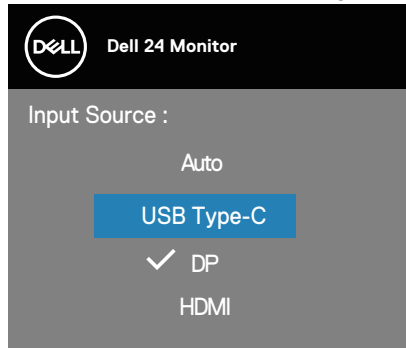 DELL
Dell 24 Monitor
Input Source :
Auto
USB Type-C
DP
HDMI